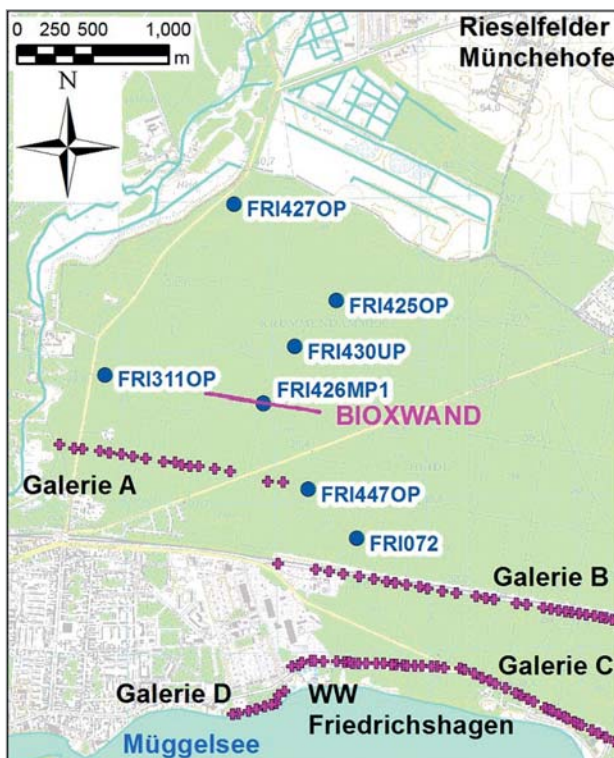 0 250 500 1,000
m
N
Rieselfelder
Münchehofe
FRI427OP
FRI425OP
FRI430UP
FRI311OP
FRI426MP1
BIOXWAND
Galerie A
FRI447OP
FRI072
Galerie B
Galerie C
Galerie D
WW
Friedrichshagen
Müggelsee